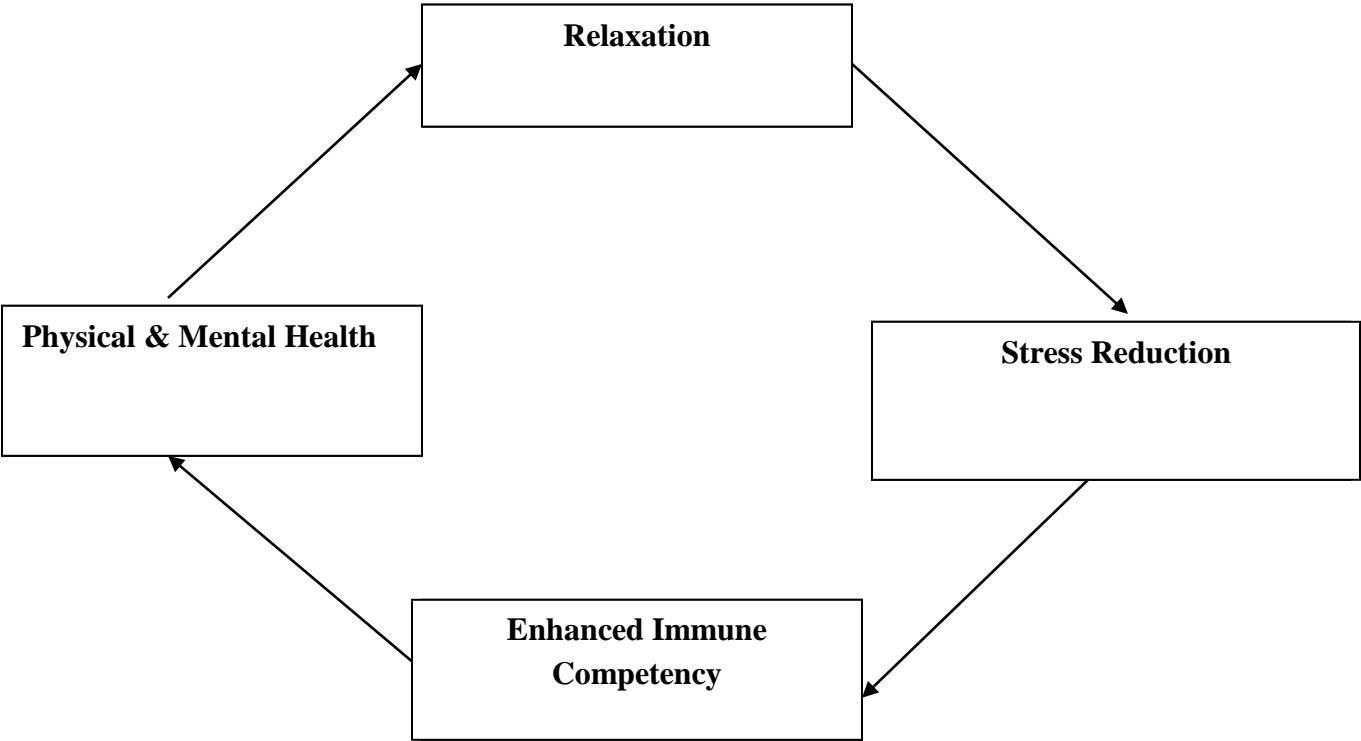 Relaxation
Physical & Mental Health
Stress Reduction
Enhanced Immune
Competency